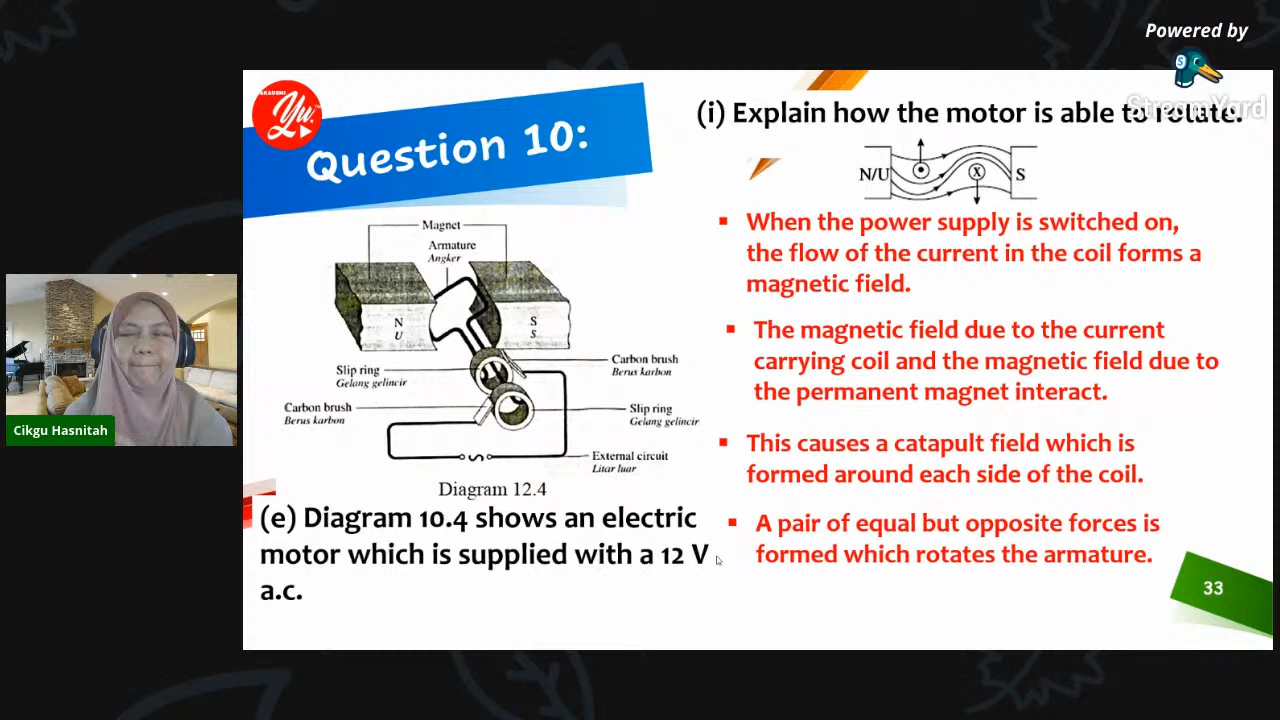 Powered by
S
StreamYard
AKADEMI
Yu
Question 10:
(i) Explain how the motor is able to rotate.
N/U
X
S
Magnet
Armature
Angker
N
U
S
S
Slip ring
Gelang gelincir
Carbon brush
Berus karbon
Carbon brush
Berus karbon
Slip ring
Gelang gelincir
External circuit
Litar luar
Diagram 12.4
(e) Diagram 10.4 shows an electric
motor which is supplied with a 12 V
a.c.
▪ When the power supply is switched on,
the flow of the current in the coil forms a
magnetic field.
▪ The magnetic field due to the current
carrying coil and the magnetic field due to
the permanent magnet interact.
▪ This causes a catapult field which is
formed around each side of the coil.
▪ A pair of equal but opposite forces is
formed which rotates the armature.
33
Cikgu Hasnitah